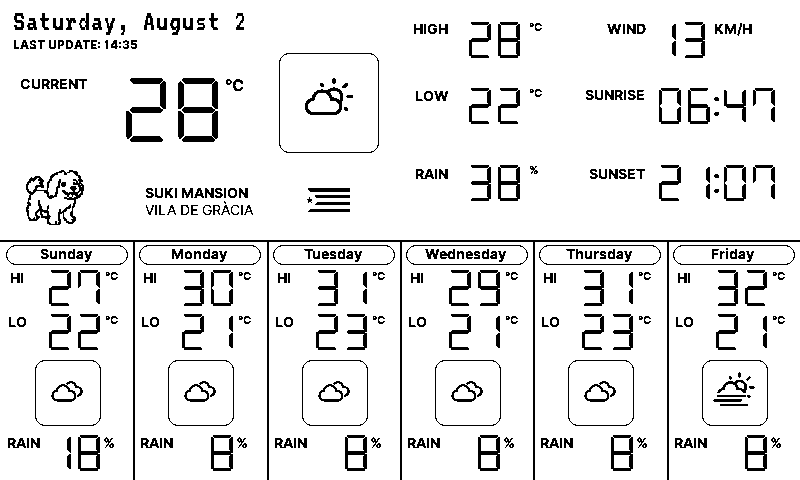 Saturday, August 2
LAST UPDATE: 14:35
CURRENT 28 °C
SUKI MANSION
VILA DE GRÀCIA
HIGH 28 °C
LOW 22 °C
RAIN 38 %
WIND 13 KM/H
SUNRISE 06:47
SUNSET 21:07
Sunday
HI 27 °C
LO 22 °C
RAIN 18 %
Monday
HI 30 °C
LO 21 °C
RAIN 8 %
Tuesday
HI 31 °C
LO 23 °C
RAIN 8 %
Wednesday
HI 29 °C
LO 21 °C
RAIN 8 %
Thursday
HI 31 °C
LO 23 °C
RAIN 8 %
Friday
HI 32 °C
LO 21 °C
RAIN 8 %